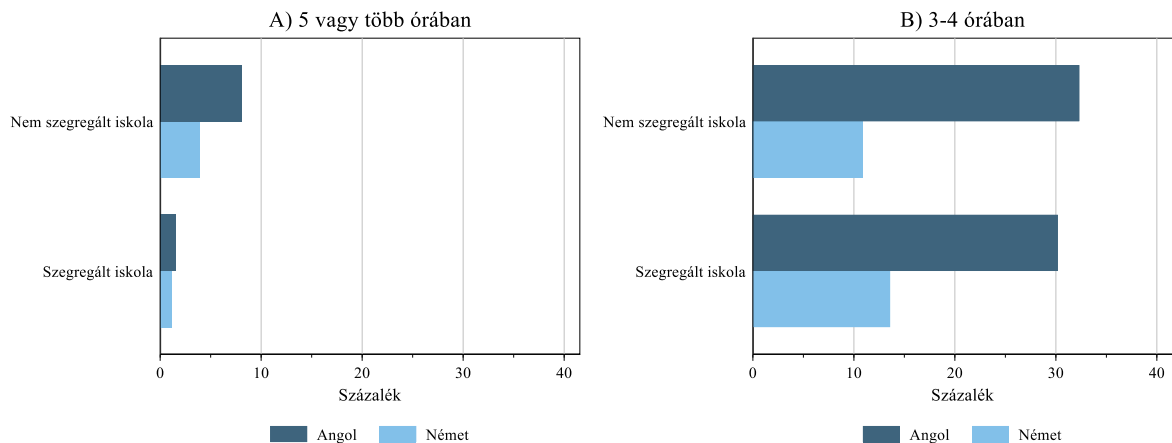 A) 5 vagy több órában
Nem szegregált iskola
Szegregált iskola
0 10 20 30 40
Százalék
Angol Német
B) 3-4 órában
Nem szegregált iskola
Szegregált iskola
0 10 20 30 40
Százalék
Angol Német